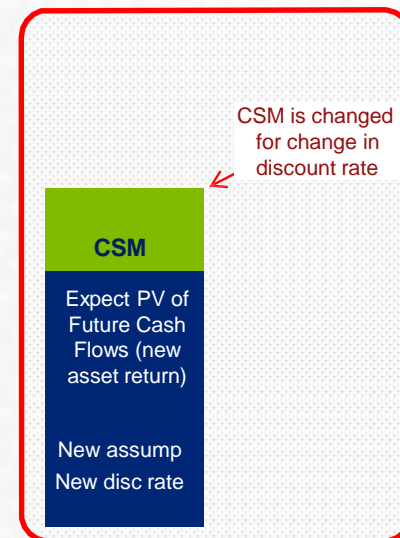 CSM is changed
for change in
discount rate
CSM
Expect PV of
Future Cash
Flows (new
asset return)
New assump
New disc rate